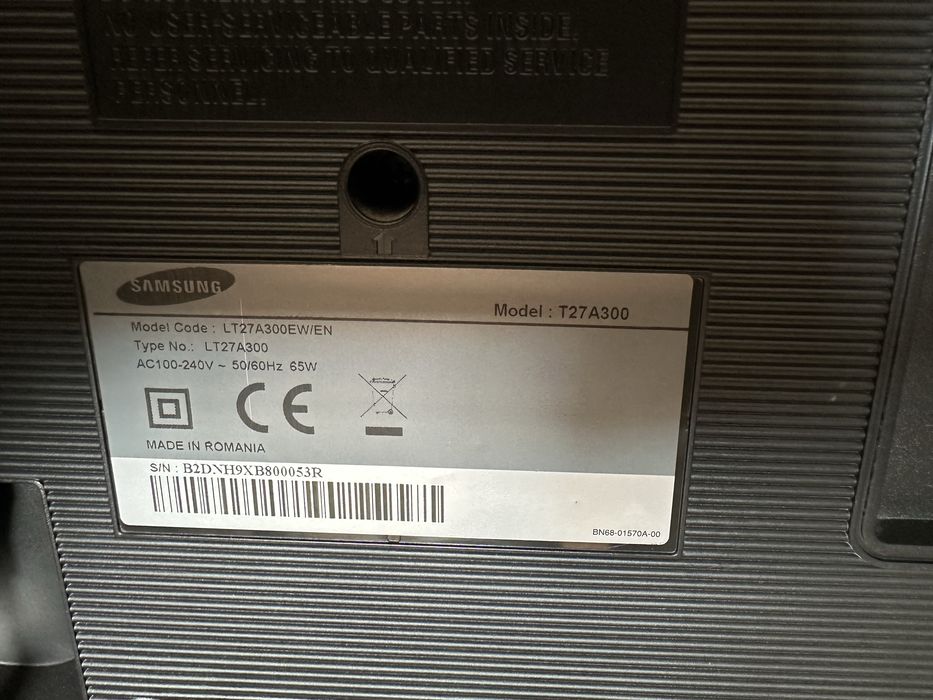 NO USER-SERVICEABLE PARTS INSIDE.
REFER SERVICING TO QUALIFIED SERVICE
PERSONNEL.
SAMSUNG
Model : T27A300
Model Code : LT27A300EW/EN
Type No.: LT27A300
AC100-240V ~ 50/60Hz 65W
CE
MADE IN ROMANIA
S/N : B2DNH9XB800053R
BN68-01570A-00